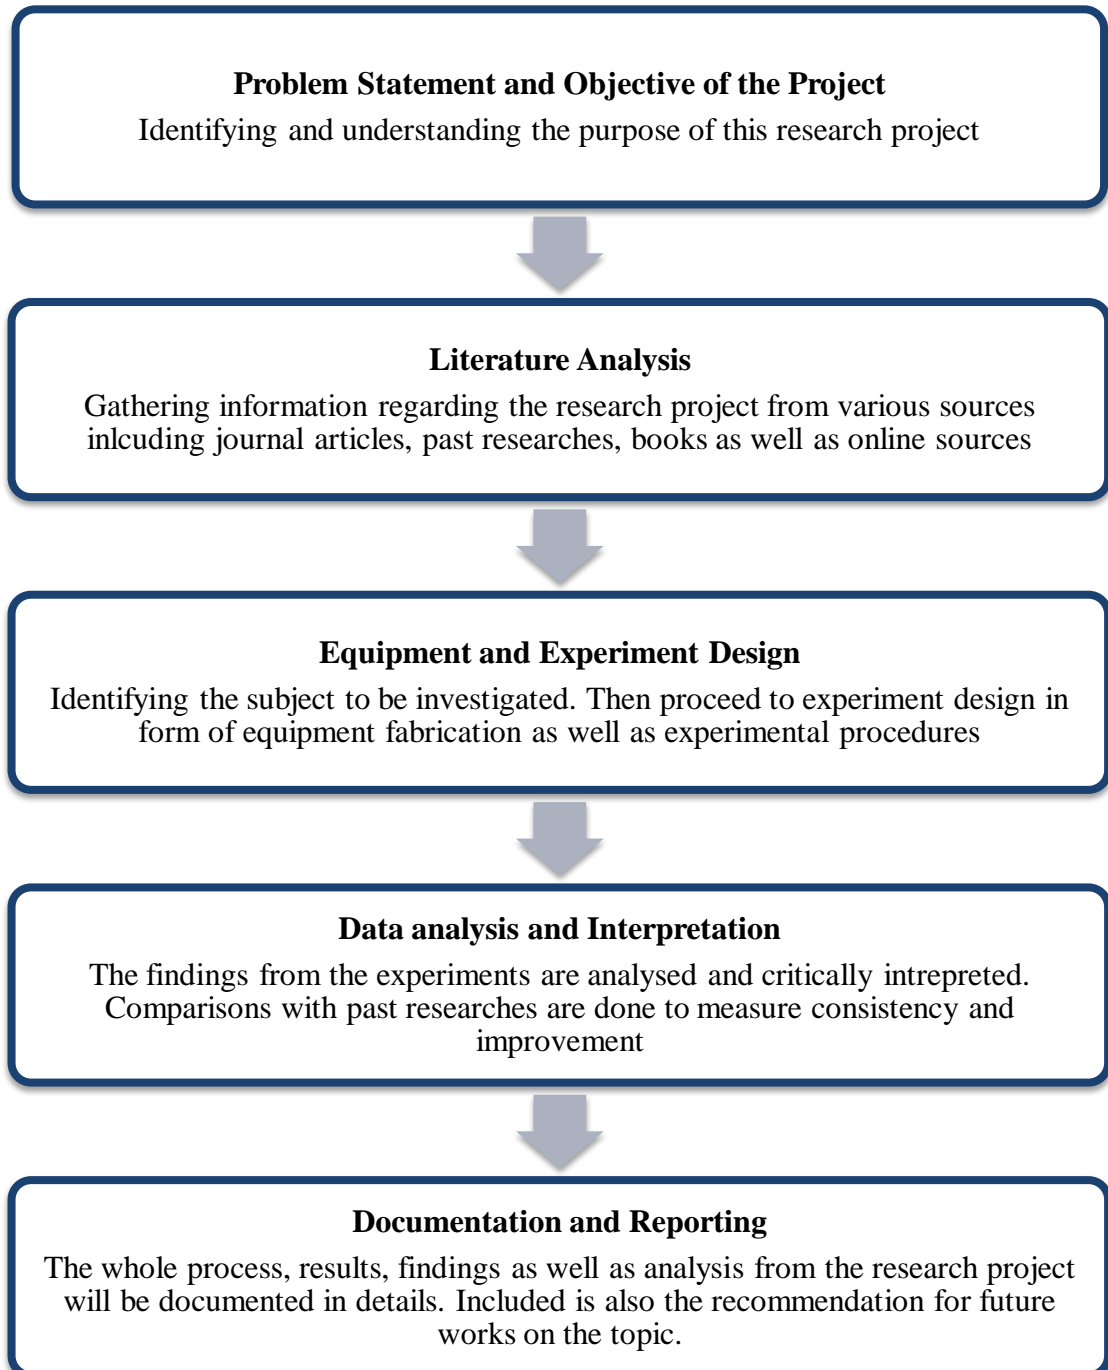 Problem Statement and Objective of the Project
Identifying and understanding the purpose of this research project
Literature Analysis
Gathering information regarding the research project from various sources
inlcuding journal articles, past researches, books as well as online sources
Equipment and Experiment Design
Identifying the subject to be investigated. Then proceed to experiment design in
form of equipment fabrication as well as experimental procedures
Data analysis and Interpretation
The findings from the experiments are analysed and critically intrepreted.
Comparisons with past researches are done to measure consistency and
improvement
Documentation and Reporting
The whole process, results, findings as well as analysis from the research project
will be documented in details. Included is also the recommendation for future
works on the topic.